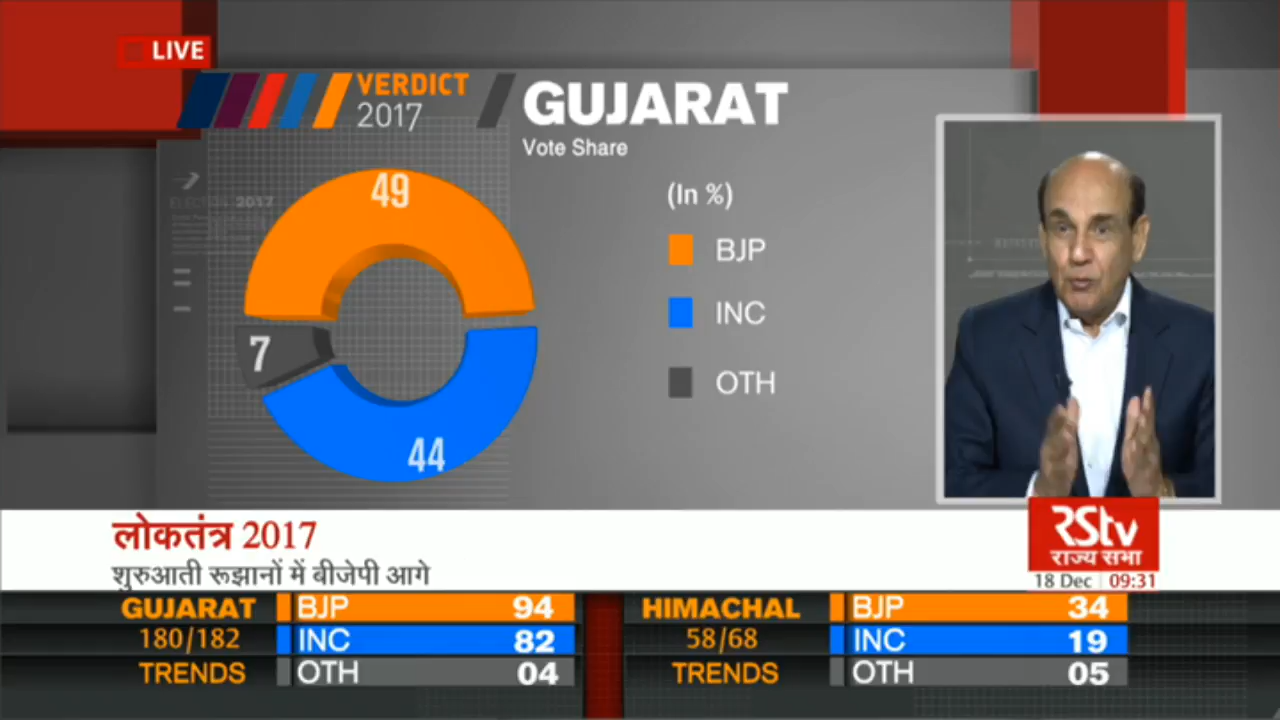 LIVE
VERDICT
2017
GUJARAT
Vote Share
(In %)
49
7
44
BJP
INC
OTH
लोकतंत्र 2017
शुरुआती रूझानों में बीजेपी आगे
RStv
राज्य सभा
18 Dec 09:31
GUJARAT BJP 94
180/182 INC 82
TRENDS OTH 04
HIMACHAL BJP 34
58/68 INC 19
TRENDS OTH 05